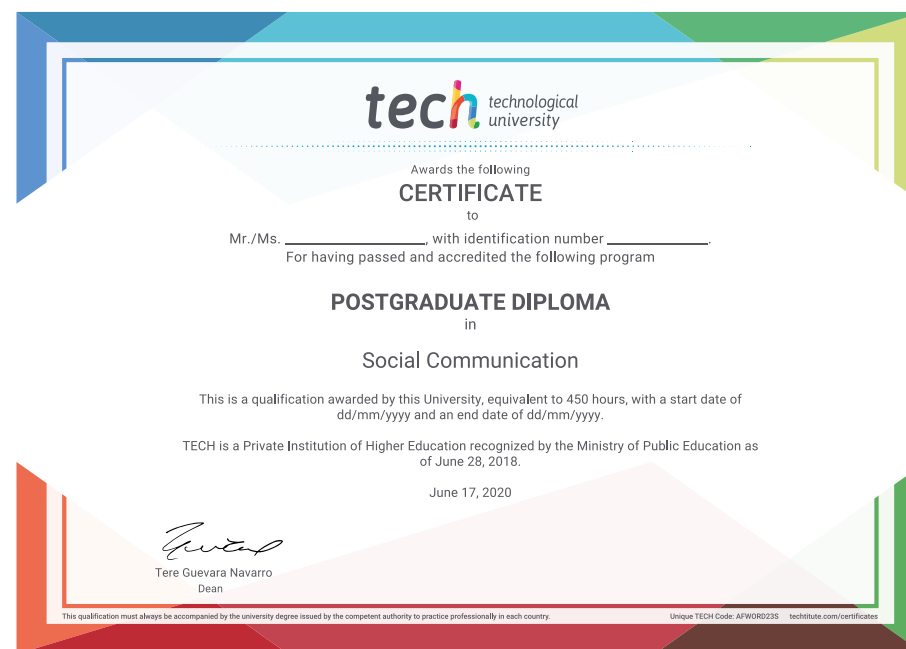 tech technological
university
Awards the following
CERTIFICATE
to
Mr./Ms. ____________________, with identification number ______________.
For having passed and accredited the following program
POSTGRADUATE DIPLOMA
in
Social Communication
This is a qualification awarded by this University, equivalent to 450 hours, with a start date of
dd/mm/yyyy and an end date of dd/mm/yyyy.
TECH is a Private Institution of Higher Education recognized by the Ministry of Public Education as
of June 28, 2018.
June 17, 2020
Tere Guevara Navarro
Dean
This qualification must always be accompanied by the university degree issued by the competent authority to practice professionally in each country. Unique TECH Code: AFWORD23S techtitute.com/certificates